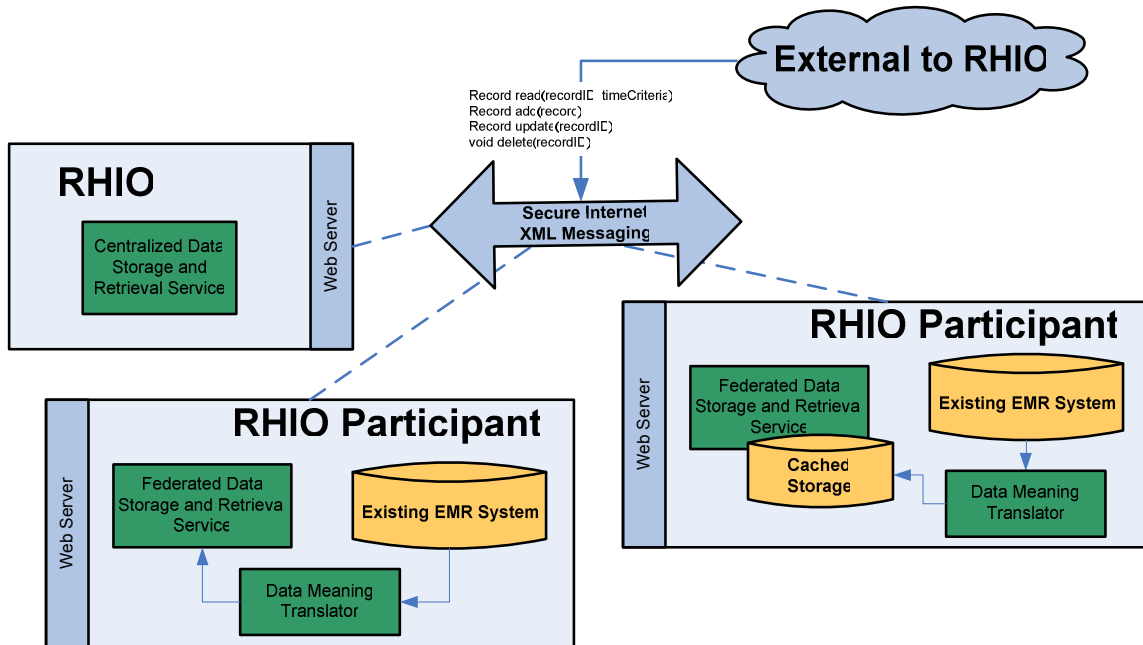 External to RHIO
Record read(recordID, timeCriteria)
Record add(record)
Record update(recordID)
void delete(recordID)
RHIO
Centralized Data
Storage and
Retrieval Service
Web Server
Secure Internet
XML Messaging
RHIO Participant
Web Server
Federated Data
Storage and Retrieva
Service
Existing EMR System
Cached
Storage
Data Meaning
Translator
RHIO Participant
Web Server
Federated Data
Storage and Retrieva
Service
Existing EMR System
Data Meaning
Translator